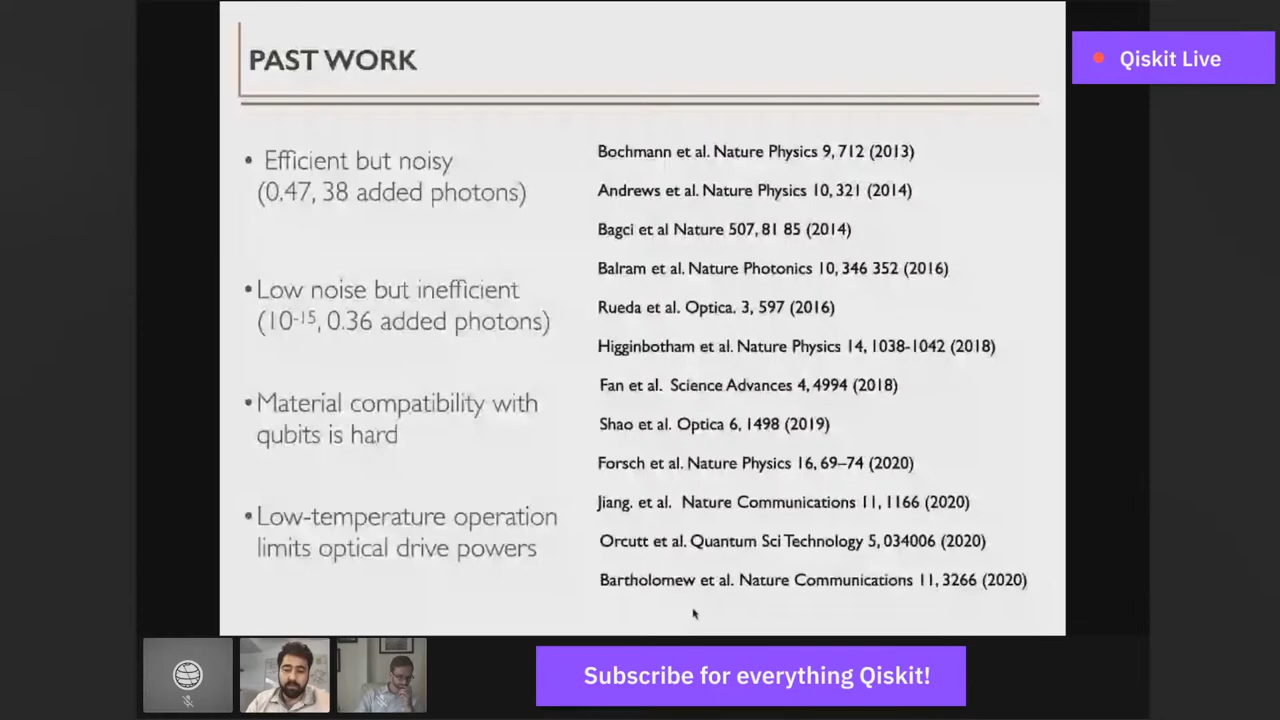 PAST WORK
Qiskit Live
• Efficient but noisy
(0.47, 38 added photons)
•Low noise but inefficient
(10-15, 0.36 added photons)
•Material compatibility with
qubits is hard
•Low-temperature operation
limits optical drive powers
Bochmann et al. Nature Physics 9, 712 (2013)
Andrews et al. Nature Physics 10, 321 (2014)
Bagci et al Nature 507, 81 85 (2014)
Balram et al. Nature Photonics 10, 346 352 (2016)
Rueda et al. Optica. 3, 597 (2016)
Higginbotham et al. Nature Physics 14, 1038-1042 (2018)
Fan et al. Science Advances 4, 4994 (2018)
Shao et al. Optica 6, 1498 (2019)
Forsch et al. Nature Physics 16, 69–74 (2020)
Jiang. et al. Nature Communications 11, 1166 (2020)
Orcutt et al. Quantum Sci Technology 5, 034006 (2020)
Bartholomew et al. Nature Communications 11, 3266 (2020)
Subscribe for everything Qiskit!